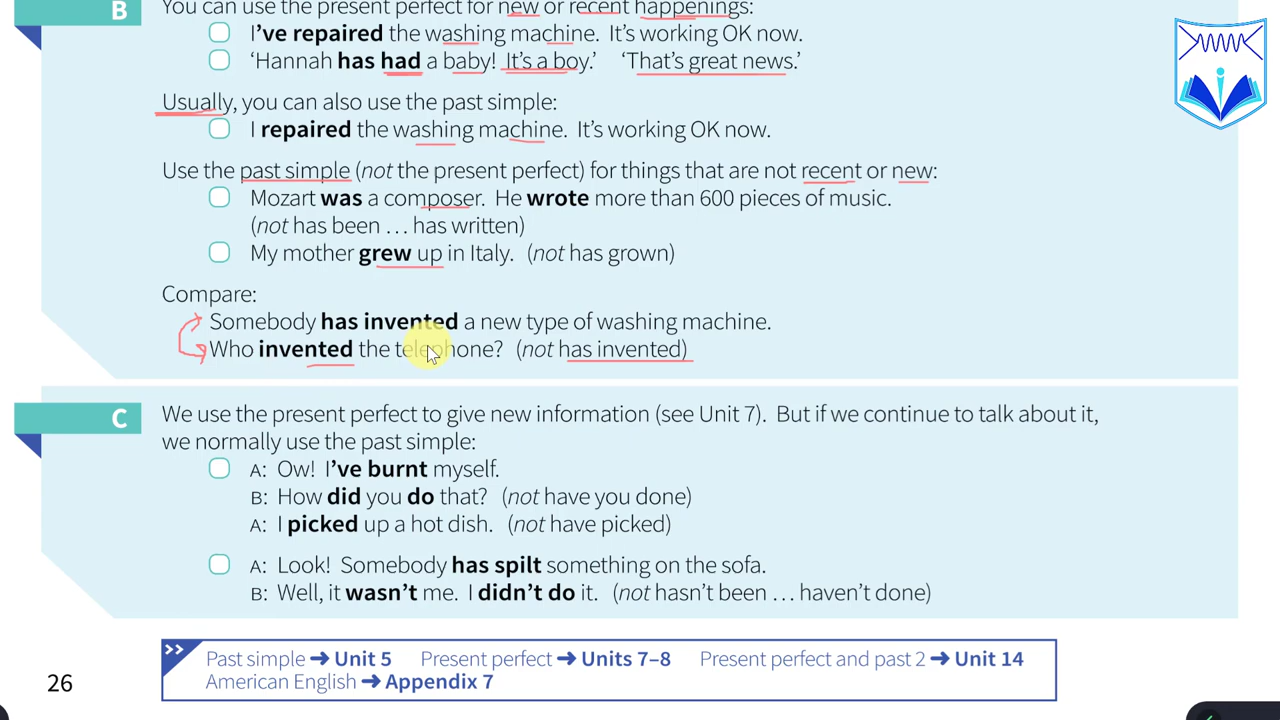 B
You can use the present perfect for new or recent happenings:
I've repaired the washing machine. It's working OK now.
'Hannah has had a baby! It's a boy.' 'That's great news.'
Usually, you can also use the past simple:
I repaired the washing machine. It's working OK now.
Use the past simple (not the present perfect) for things that are not recent or new:
Mozart was a composer. He wrote more than 600 pieces of music.
(not has been … has written)
My mother grew up in Italy. (not has grown)
Compare:
Somebody has invented a new type of washing machine.
Who invented the telephone? (not has invented)
C
We use the present perfect to give new information (see Unit 7). But if we continue to talk about it,
we normally use the past simple:
A: Ow! I've burnt myself.
B: How did you do that? (not have you done)
A: I picked up a hot dish. (not have picked)
A: Look! Somebody has spilt something on the sofa.
B: Well, it wasn't me. I didn't do it. (not hasn't been … haven't done)
>> Past simple ➜ Unit 5 Present perfect ➜ Units 7–8 Present perfect and past 2 ➜ Unit 14
American English ➜ Appendix 7
26